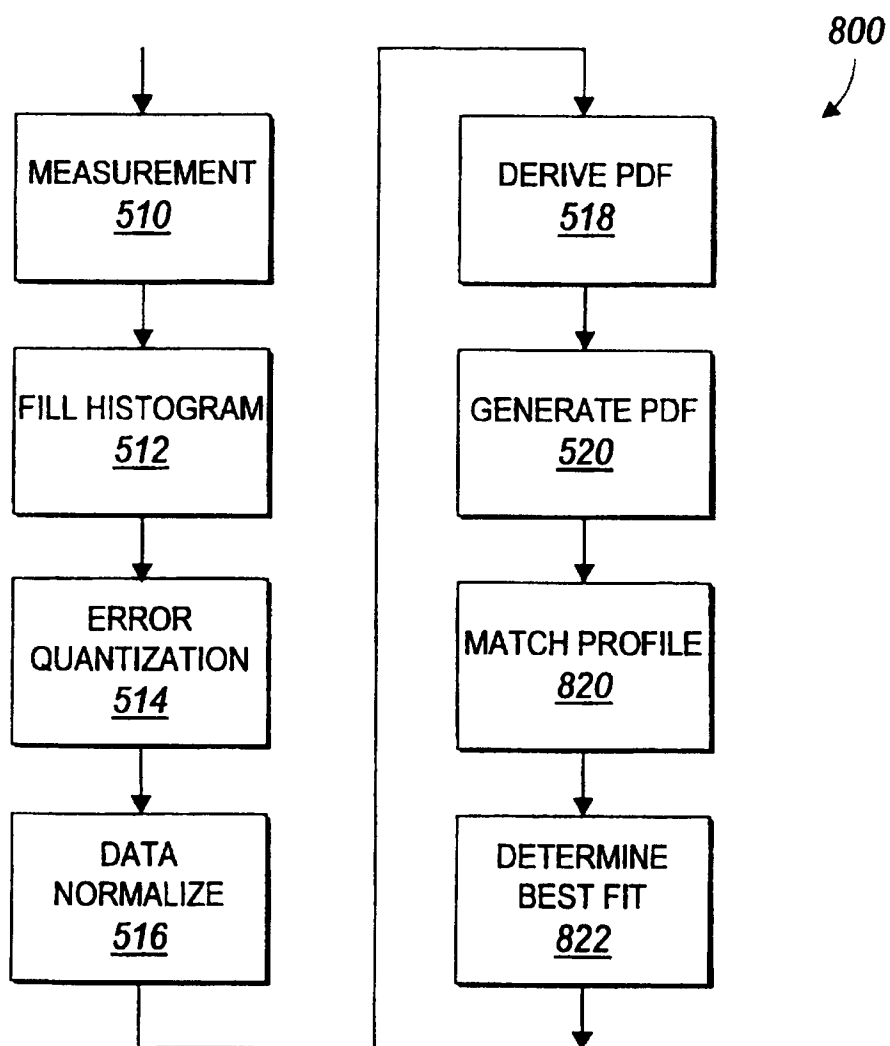 800
MEASUREMENT
510
FILL HISTOGRAM
512
ERROR
QUANTIZATION
514
DATA
NORMALIZE
516
DERIVE PDF
518
GENERATE PDF
520
MATCH PROFILE
820
DETERMINE
BEST FIT
822